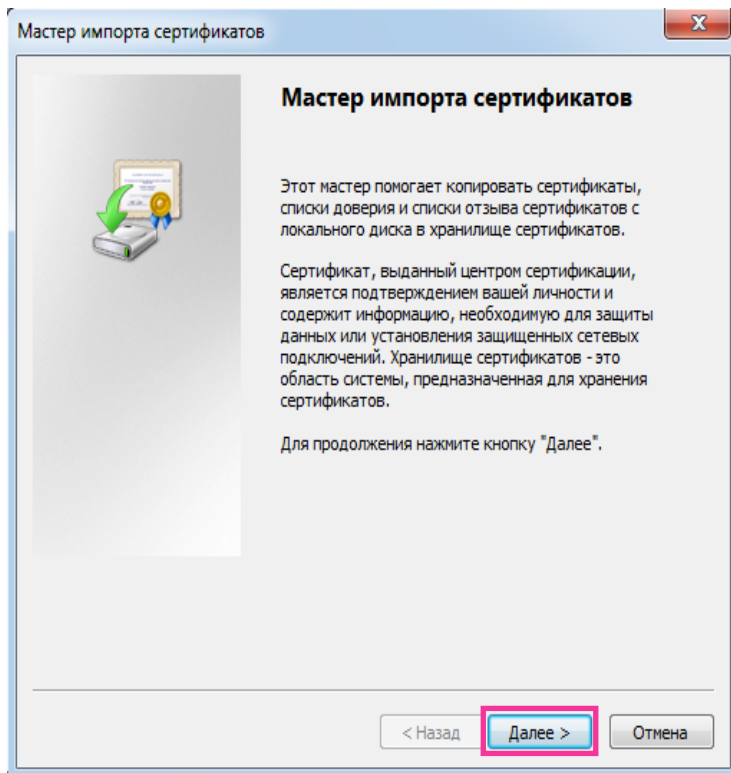 Мастер импорта сертификатов
Мастер импорта сертификатов
Этот мастер помогает копировать сертификаты,
списки доверия и списки отзыва сертификатов с
локального диска в хранилище сертификатов.
Сертификат, выданный центром сертификации,
является подтверждением вашей личности и
содержит информацию, необходимую для защиты
данных или установления защищенных сетевых
подключений. Хранилище сертификатов - это
область системы, предназначенная для хранения
сертификатов.
Для продолжения нажмите кнопку "Далее".
< Назад Далее > Отмена